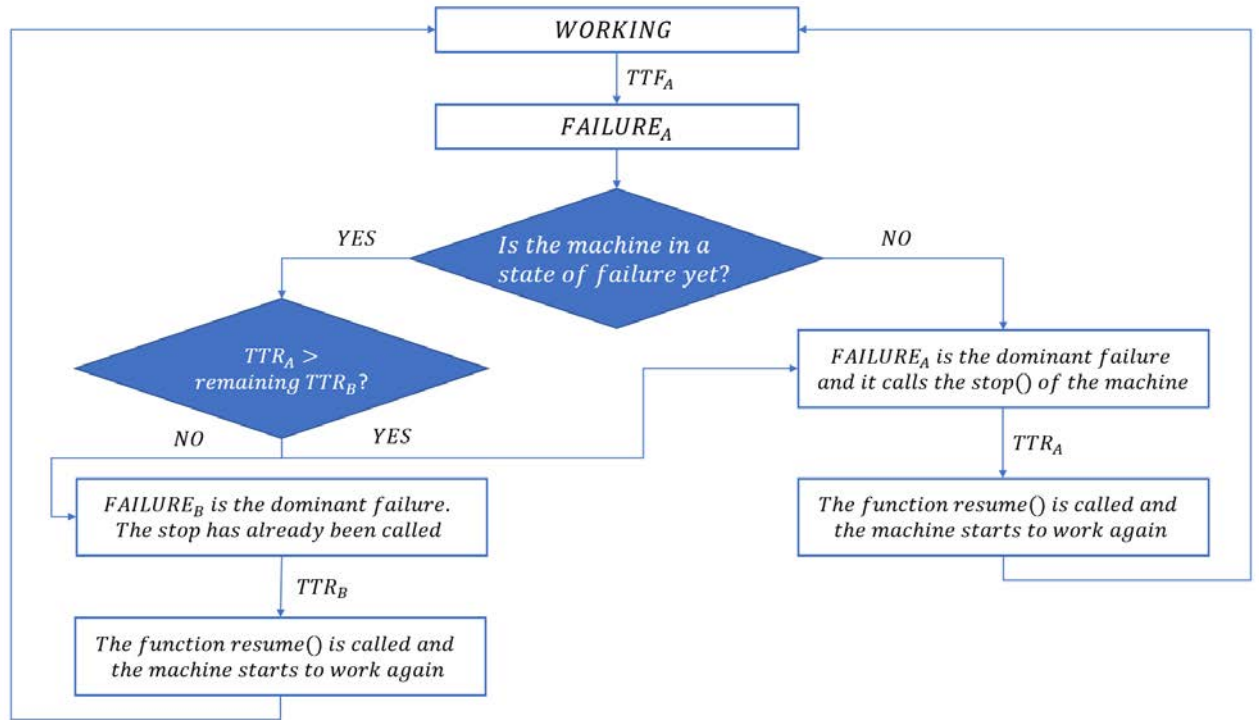 WORKING
TTF_A
FAILURE_A
YES
Is the machine in a
state of failure yet?
NO
TTR_A >
remaining TTR_B?
FAILURE_A is the dominant failure
and it calls the stop() of the machine
NO
YES
TTR_A
FAILURE_B is the dominant failure.
The stop has already been called
The function resume() is called and
the machine starts to work again
TTR_B
The function resume() is called and
the machine starts to work again